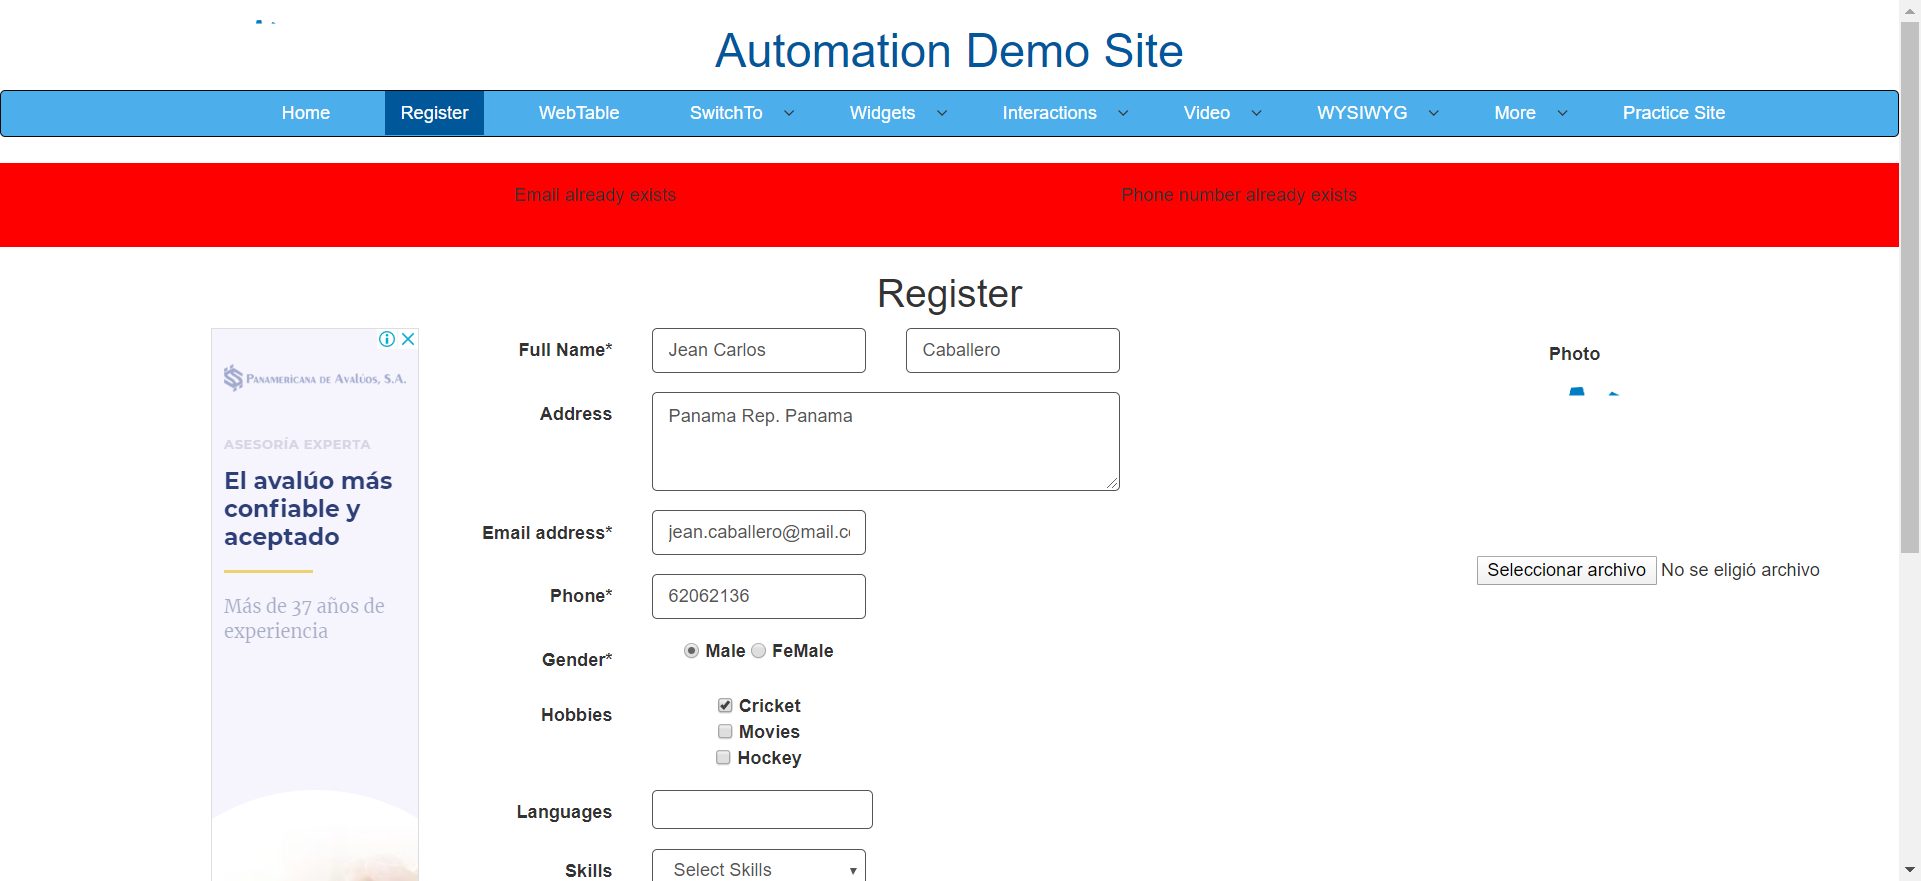 Automation Demo Site
Home Register WebTable SwitchTo Widgets Interactions Video WYSIWYG More Practice Site
Email already exists Phone number already exists
Register
PANAMERICANA DE AVALÚOS, S.A.
ASESORÍA EXPERTA
El avalúo más
confiable y
aceptado
Más de 37 años de
experiencia
Full Name* Jean Carlos Caballero
Address Panama Rep. Panama
Email address* jean.caballero@mail.c
Phone* 62062136
Gender* Male FeMale
Hobbies Cricket
Movies
Hockey
Languages
Skills Select Skills
Photo
Seleccionar archivo No se eligió archivo